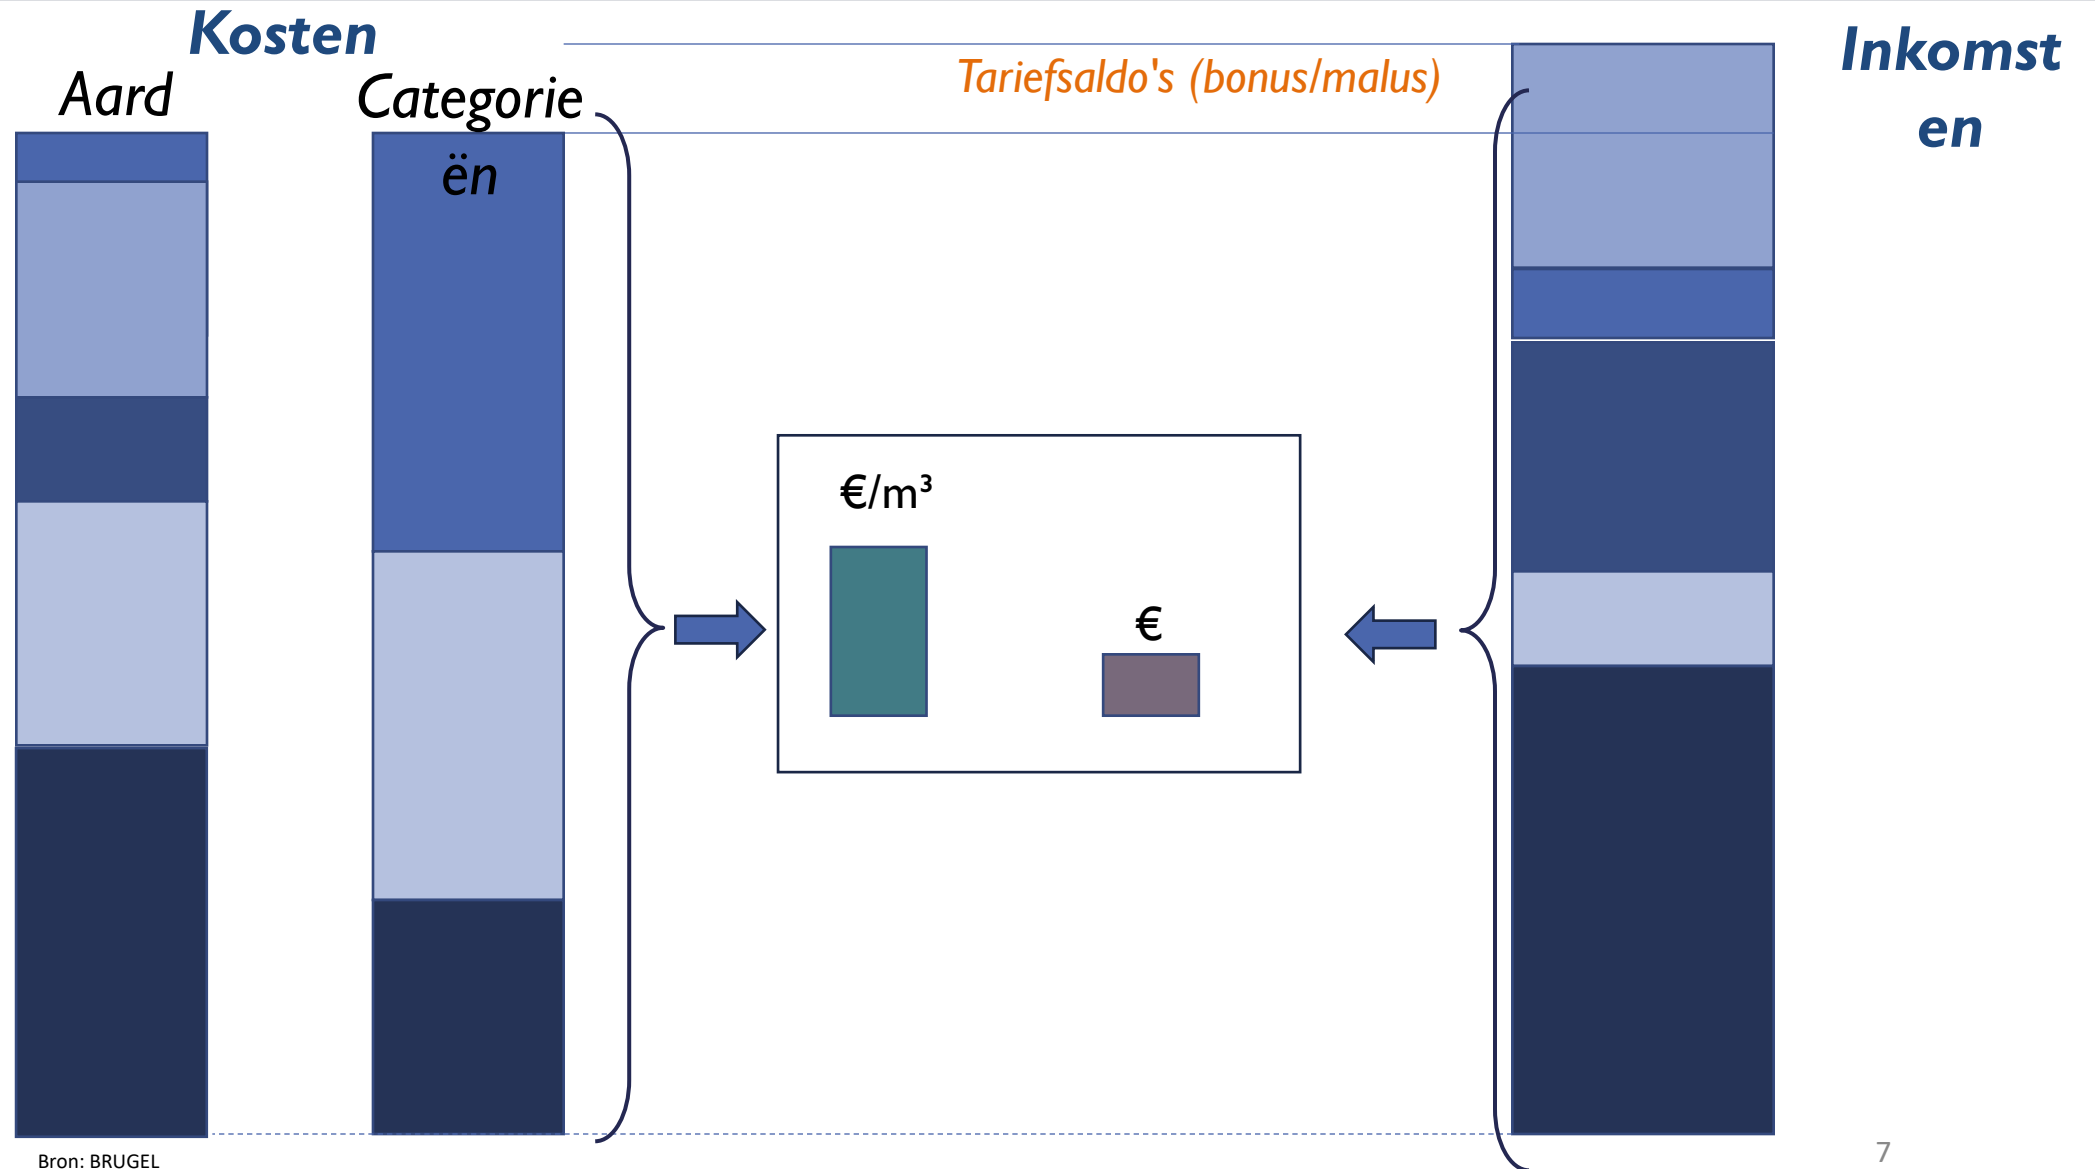 Kosten
Aard
Categorie
ën
Tariefsaldo's (bonus/malus)
Inkomst
en
€/m³
€
Bron: BRUGEL
7